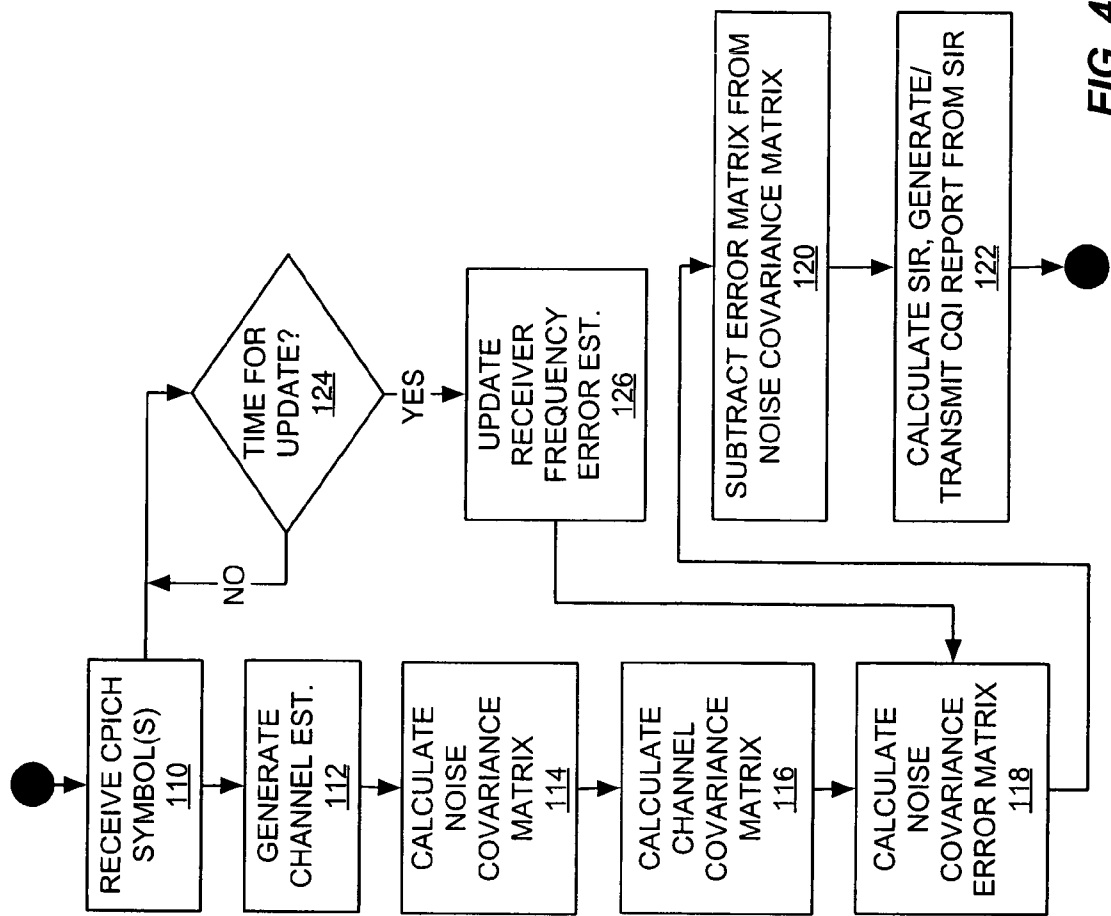 RECEIVE CPICH
SYMBOL(S)
110
GENERATE
CHANNEL EST.
112
CALCULATE
NOISE
COVARIANCE
MATRIX
114
CALCULATE
CHANNEL
COVARIANCE
MATRIX
116
CALCULATE
NOISE
COVARIANCE
ERROR MATRIX
118
NO
TIME FOR
UPDATE?
124
YES
UPDATE
RECEIVER
FREQUENCY
ERROR EST.
126
SUBTRACT ERROR MATRIX FROM
NOISE COVARIANCE MATRIX
120
CALCULATE SIR, GENERATE/
TRANSMIT CQI REPORT FROM SIR
122
FIG. 4